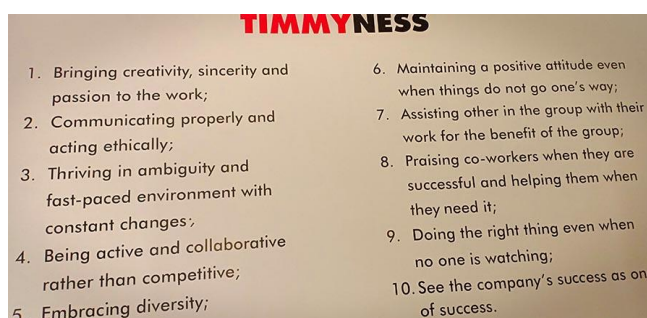 TIMMYNESS
1. Bringing creativity, sincerity and
passion to the work;
2. Communicating properly and
acting ethically;
3. Thriving in ambiguity and
fast-paced environment with
constant changes;
4. Being active and collaborative
rather than competitive;
5. Embracing diversity;
6. Maintaining a positive attitude even
when things do not go one's way;
7. Assisting other in the group with their
work for the benefit of the group;
8. Praising co-workers when they are
successful and helping them when
they need it;
9. Doing the right thing even when
no one is watching;
10. See the company's success as
of success.